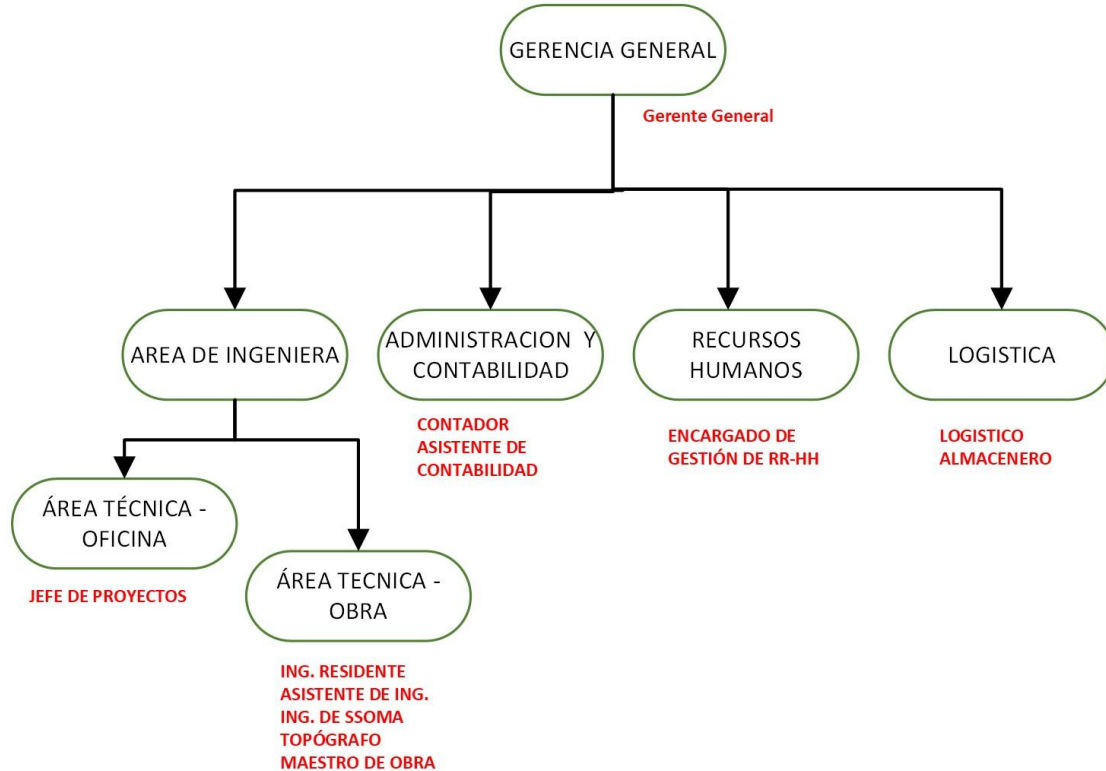 GERENCIA GENERAL
Gerente General
AREA DE INGENIERA
ADMINISTRACION Y
CONTABILIDAD
RECURSOS
HUMANOS
LOGISTICA
CONTADOR
ASISTENTE DE
CONTABILIDAD
ENCARGADO DE
GESTIÓN DE RR-HH
LOGISTICO
ALMACENERO
ÁREA TÉCNICA -
OFICINA
JEFE DE PROYECTOS
ÁREA TECNICA -
OBRA
ING. RESIDENTE
ASISTENTE DE ING.
ING. DE SSOMA
TOPÓGRAFO
MAESTRO DE OBRA